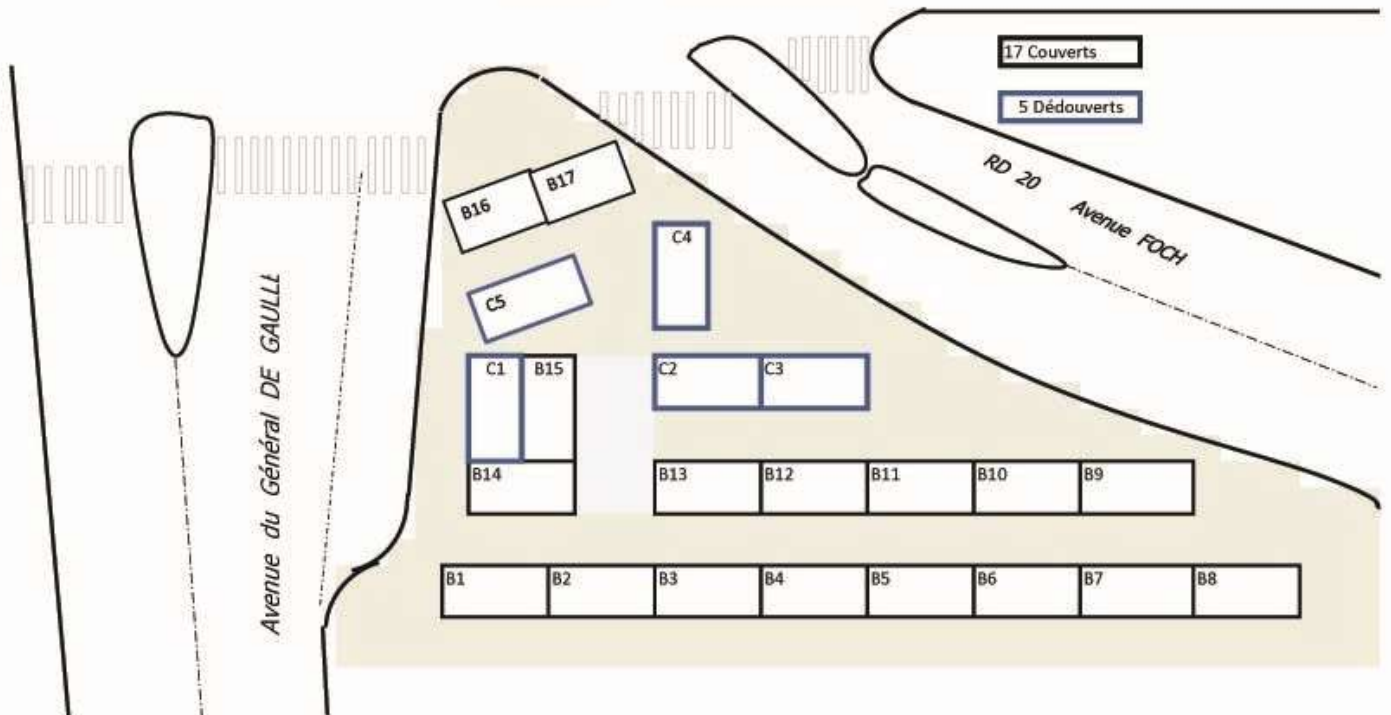 17 Couverts
5 Dédouverts
RD 20 Avenue FOCH
B17
B16
C4
C5
Avenue du Général DE GAULLE
C1
B15
C2
C3
B14
B13
B12
B11
B10
B9
B1
B2
B3
B4
B5
B6
B7
B8